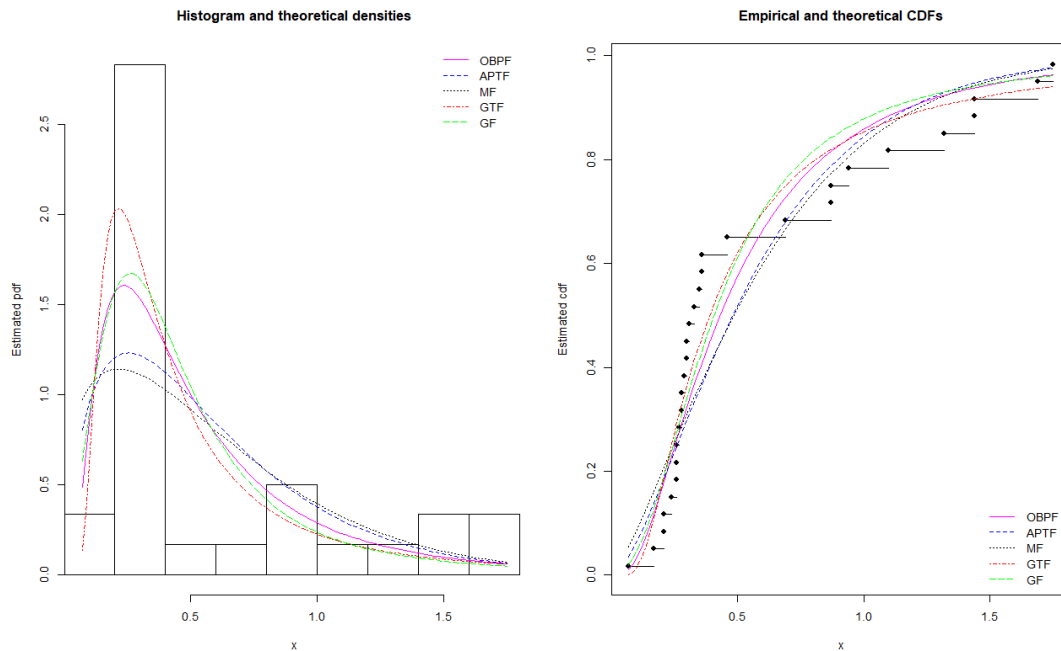 Histogram and theoretical densities
Estimated pdf
0.0
0.5
1.0
1.5
2.0
2.5
OBPF
APTF
MF
GTF
GF
0.5
1.0
1.5
x
Empirical and theoretical CDFs
Estimated cdf
0.0
0.2
0.4
0.6
0.8
1.0
OBPF
APTF
MF
GTF
GF
0.5
1.0
1.5
x